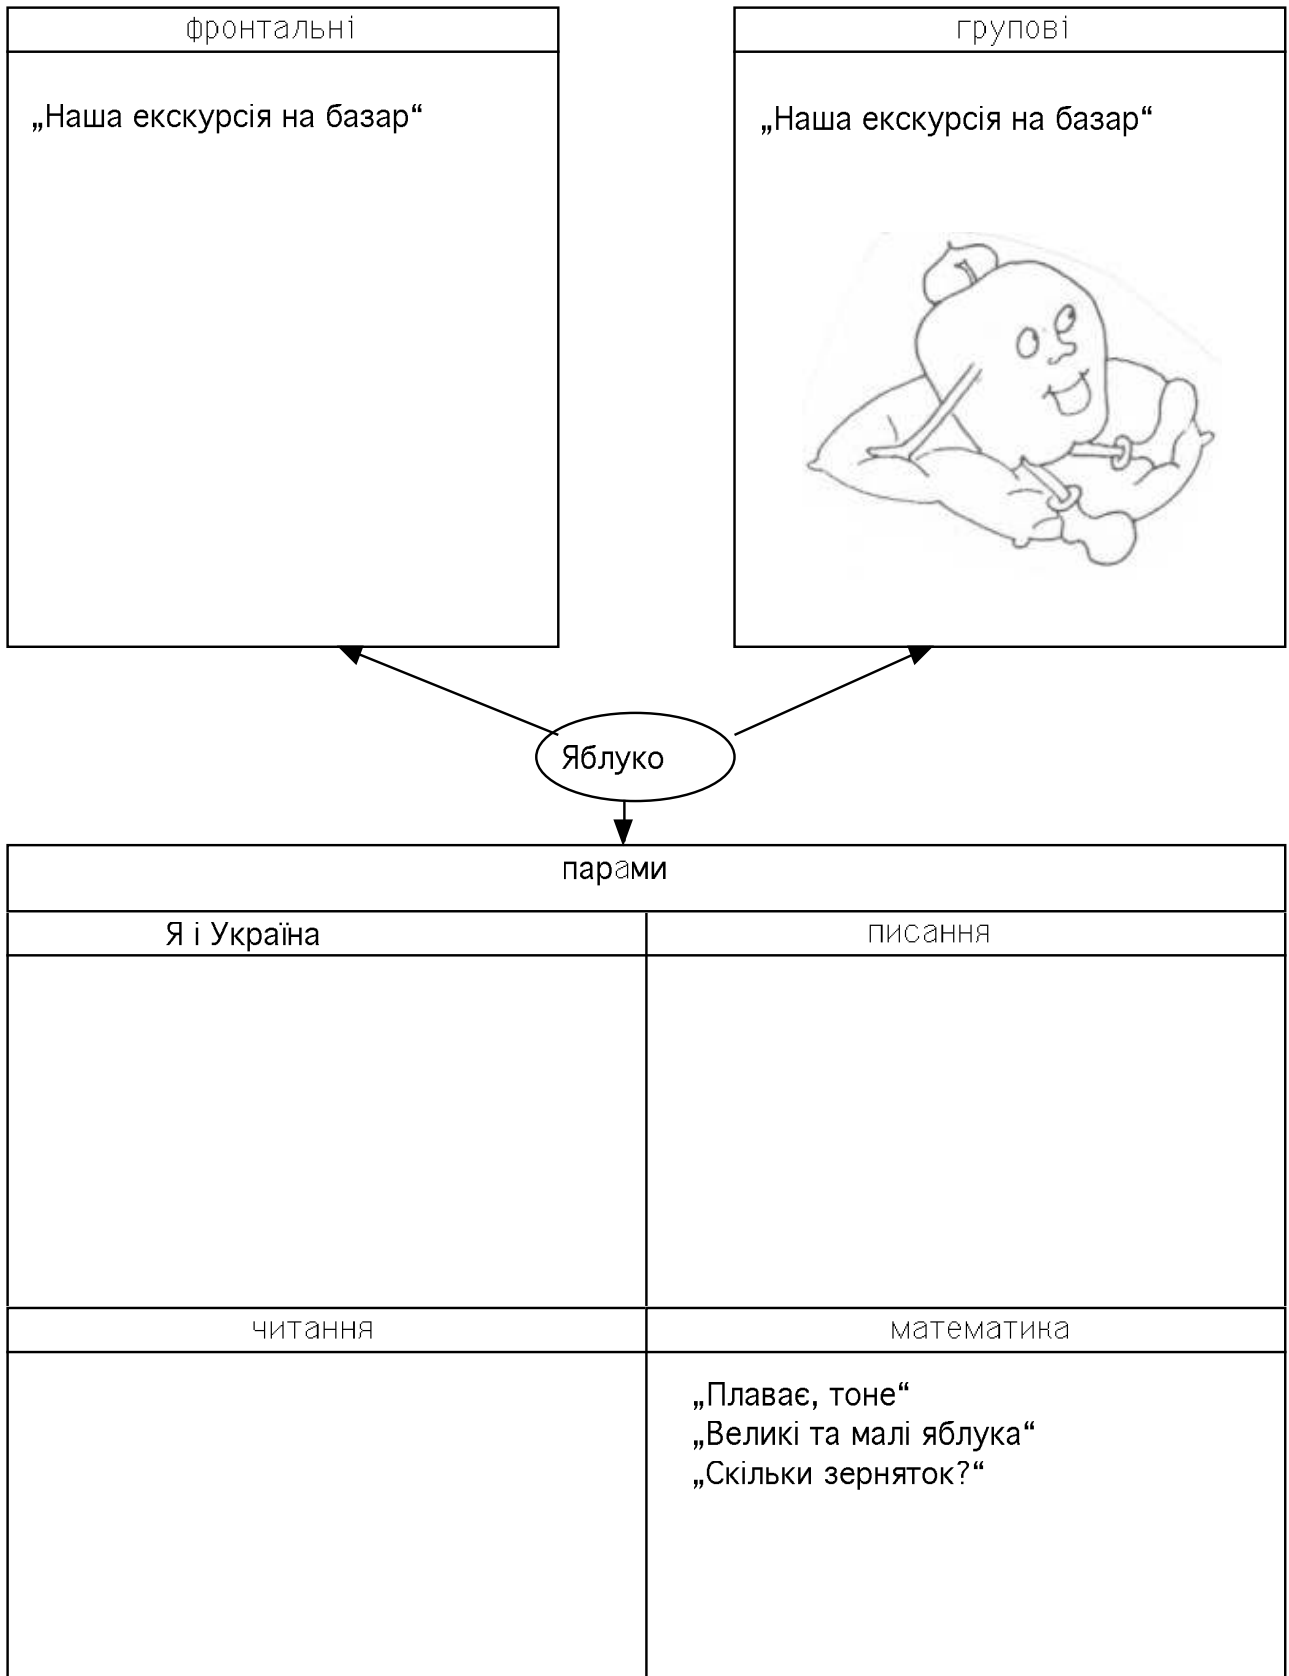 фронтальні
групові
„Наша екскурсія на базар“
„Наша екскурсія на базар“
Яблуко
парами
Я і Україна
писання
читання
математика
„Плаває, тоне“
„Великі та малі яблука“
„Скільки зерняток?“